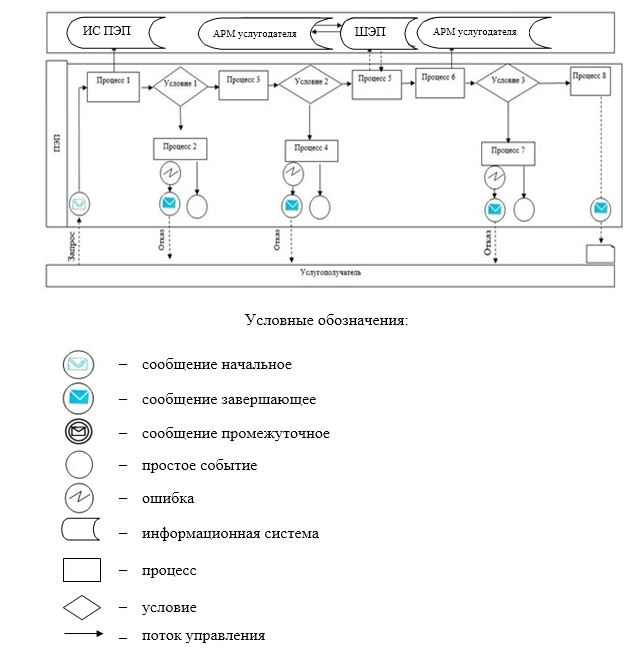 ИС ПЭП
АРМ услугодателя
ШЭП
АРМ услугодателя
ПЭП
Процесс 1
Условие 1
Процесс 3
Условие 2
Процесс 5
Процесс 6
Условие 3
Процесс 8
Процесс 2
Процесс 4
Процесс 7
Запрос
Отказ
Отказ
Отказ
Услугополучатель
Условные обозначения:
– сообщение начальное
– сообщение завершающее
– сообщение промежуточное
– простое событие
– ошибка
– информационная система
– процесс
– условие
– поток управления